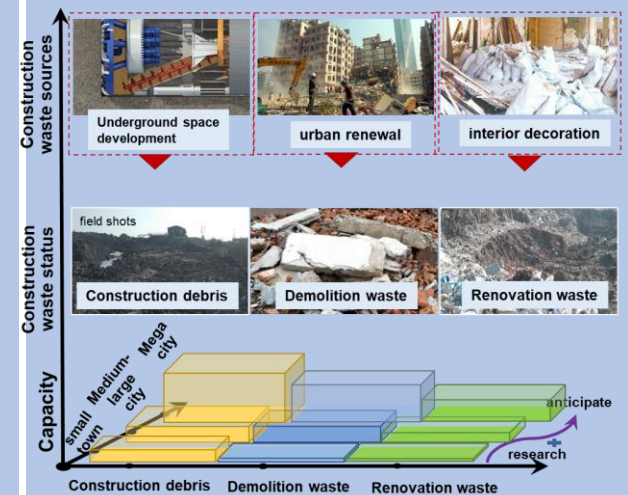 Construction
waste sources
Underground space
development
urban renewal
interior decoration
Construction
waste status
field shots
Construction debris
Demolition waste
Renovation waste
Capacity
small
town
Medium-
large
city
Mega
city
anticipate
+
research
Construction debris
Demolition waste
Renovation waste